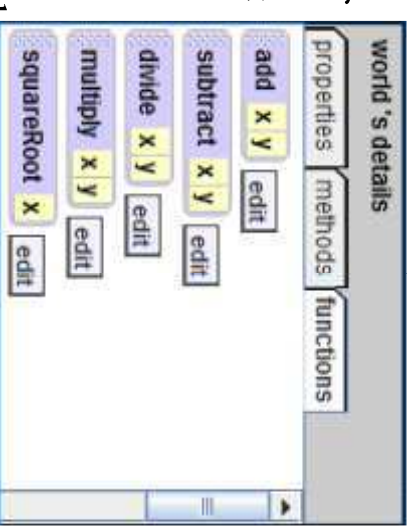 world 's details
properties methods functions
add x y edit
subtract x y edit
divide x y edit
multiply x y edit
squareRoot x edit